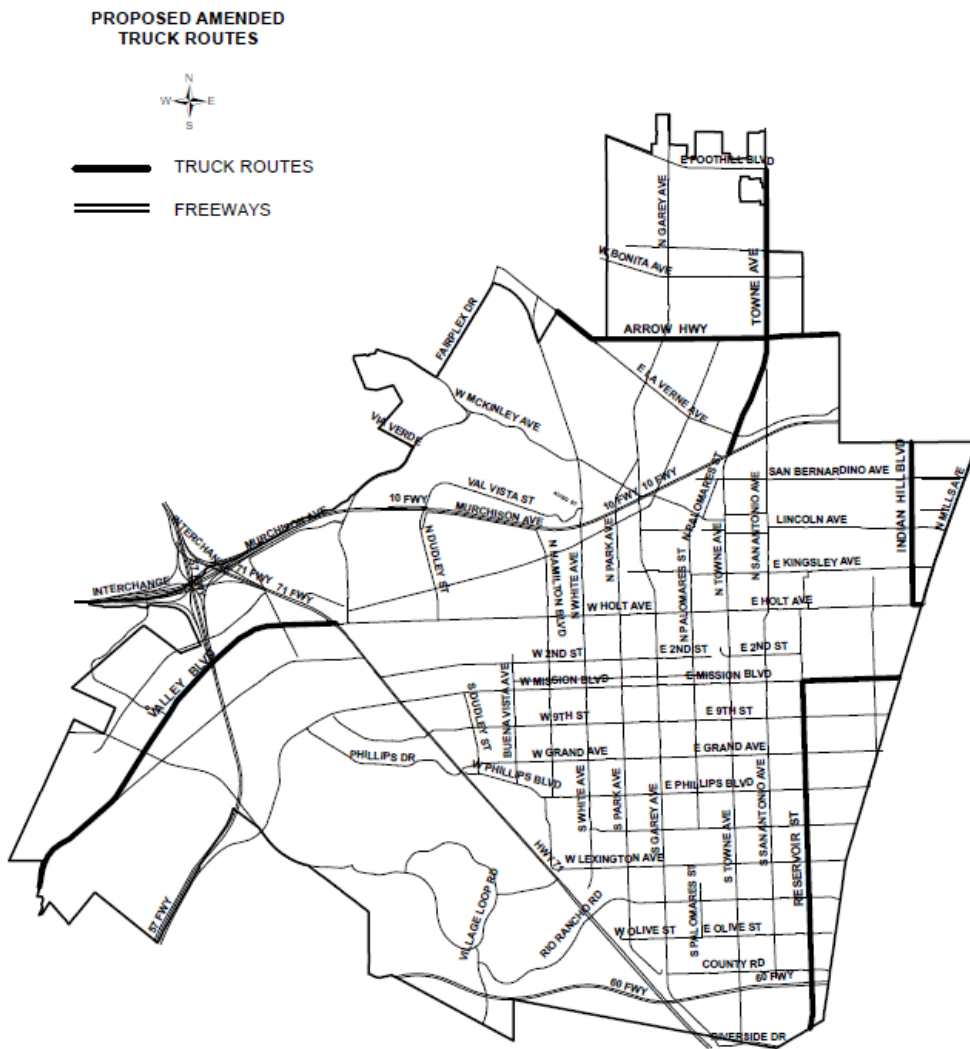 PROPOSED AMENDED
TRUCK ROUTES
N
W
E
S
TRUCK ROUTES
FREEWAYS
E FOOTHILL BLVD
N GAREY AVE
W BONITA AVE
TOWNE AVE
FAIRPLEX DR
ARROW HWY
E LA VERNE AVE
W MCKINLEY AVE
VIA VERDE
SAN BERNARDINO AVE
INDIAN HILL BLVD
N MILLS AVE
VAL VISTA ST
10 FWY
10 FWY
10 FWY
MURCHISON AVE
MURCHISON AVE
N PALOMARES ST
N SAN ANTONIO AVE
LINCOLN AVE
INTERCHANGE
INTERCHANGE
71 FWY
71 FWY
N DUDLEY ST
N HAMILTON BLVD
N WHITE AVE
N PARK AVE
N PALOMARES ST
N TOWNE AVE
E KINGSLEY AVE
W HOLT AVE
E HOLT AVE
VALLEY BLVD
W 2ND ST
E 2ND ST
E 2ND ST
W MISSION BLVD
E MISSION BLVD
S DUDLEY ST
BUENA VISTA AVE
W 9TH ST
E 9TH ST
PHILLIPS DR
W GRAND AVE
E GRAND AVE
W PHILLIPS BLVD
E PHILLIPS BLVD
S WHITE AVE
S PARK AVE
S GAREY AVE
S TOWNE AVE
S SAN ANTONIO AVE
RESERVOIR ST
HWY 71
W LEXINGTON AVE
S PALOMARES ST
57 FWY
VILLAGE LOOP RD
RIO RANCHO RD
W OLIVE ST
E OLIVE ST
COUNTY RD
60 FWY
60 FWY
RIVERSIDE DR